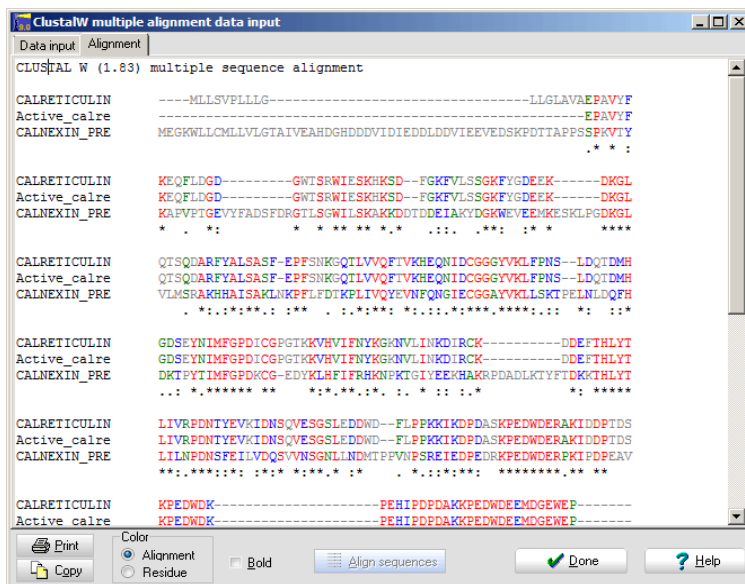 ClustalW multiple alignment data input
Data input Alignment
CLUSTAL W (1.83) multiple sequence alignment
CALRETICULIN ----MLLSVPLLLG---------------------------------LLGLAVAEPAVYF
Active_calre ------------------------------------------------------EPAVYF
CALNEXIN_PRE MEGKWLLCMLLVLGTAIVEAHDGHDDDVIDIEDDLDDVIEEVEDSKPDTTAPPSSPKVTY
.* * :
CALRETICULIN KEQFLDGD---------GWTSRWIESKHKSD--FGKFVLSSGKFYGDEEK------DKGL
Active_calre KEQFLDGD---------GWTSRWIESKHKSD--FGKFVLSSGKFYGDEEK------DKGL
CALNEXIN_PRE KAPVPTGEVYFADSFDRGTLSGWILSKAKKDDTDDEIAKYDGKWEVEEMKESKLPGDKGL
* . *: * * ** ** *.* .::. .**: :* * ****
CALRETICULIN QTSQDARFYALSASF-EPFSNKGQTLVVQFTVKHEQNIDCGGGYVKLFPNS--LDQTDMH
Active_calre QTSQDARFYALSASF-EPFSNKGQTLVVQFTVKHEQNIDCGGGYVKLFPNS--LDQTDMH
CALNEXIN_PRE VLMSRAKHHAISAKLNKPFLFDTKPLIVQYEVNFQNGIECGGAYVKLLSKTPELNLDQFH
. *:.:*:**.: :** . :.*:**: *:.::.*:***.****:.:: *: ::*
CALRETICULIN GDSEYNIMFGPDICGPGTKKVHVIFNYKGKNVLINKDIRCK---------DDEFTHLYT
Active_calre GDSEYNIMFGPDICGPGTKKVHVIFNYKGKNVLINKDIRCK---------DDEFTHLYT
CALNEXIN_PRE DKTPYTIMFGPDKCG-EDYKLHFIFRHKNPKTGIYEEKHAKRPDADLKTYFTDKKTHLYT
..: *.****** ** *:*.**.:*. :. * :: :.* *: *****
CALRETICULIN LIVRPDNTYEVKIDNSQVESGSLEDDWD--FLPPKKIKDPDASKPEDWDERAKIDDPTDS
Active_calre LIVRPDNTYEVKIDNSQVESGSLEDDWD--FLPPKKIKDPDASKPEDWDERAKIDDPTDS
CALNEXIN_PRE LILNPDNSFEILVDQSVVNSGNLLNDMTPPVNPSREIEDPEDRKPEDWDERPKIPDPEAV
**:.***::*: :*:* *:**.* :* . *.::*:**: ********.** **
CALRETICULIN KPEDWDK---------------------PEHIPDPDAKKPEDWDEEMDGEWEP-------
Active_calre KPEDWDK---------------------PEHIPDPDAKKPEDWDEEMDGEWEP-------
Print
Copy
Color
Alignment
Residue
Bold
Align sequences
Done
Help